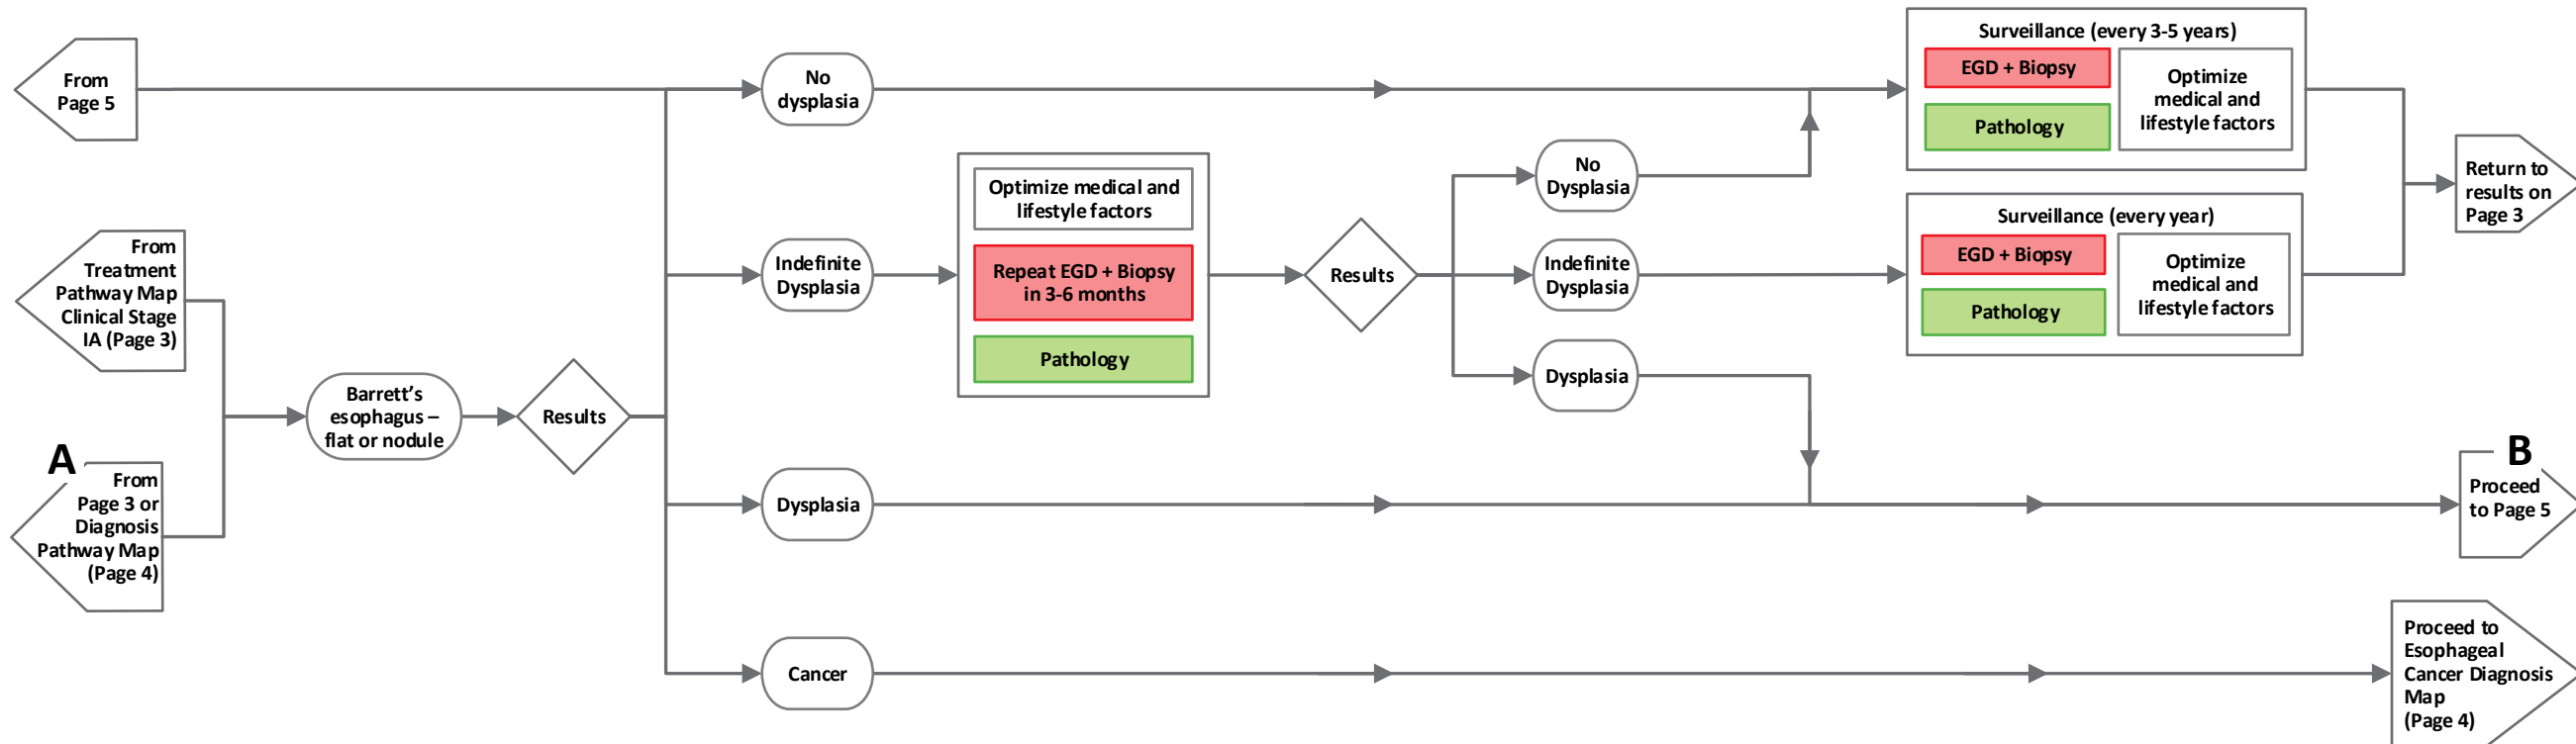 From
Page 5
From
Treatment
Pathway Map
Clinical Stage
IA (Page 3)
A
From
Page 3 or
Diagnosis
Pathway Map
(Page 4)
Barrett’s
esophagus –
flat or nodule
Results
No
dysplasia
Indefinite
Dysplasia
Dysplasia
Cancer
Optimize medical and
lifestyle factors
Repeat EGD + Biopsy
in 3-6 months
Pathology
Results
No
Dysplasia
Indefinite
Dysplasia
Dysplasia
Surveillance (every 3-5 years)
EGD + Biopsy
Pathology
Optimize
medical and
lifestyle factors
Surveillance (every year)
EGD + Biopsy
Pathology
Optimize
medical and
lifestyle factors
Return to
results on
Page 3
B
Proceed
to Page 5
Proceed to
Esophageal
Cancer Diagnosis
Map
(Page 4)